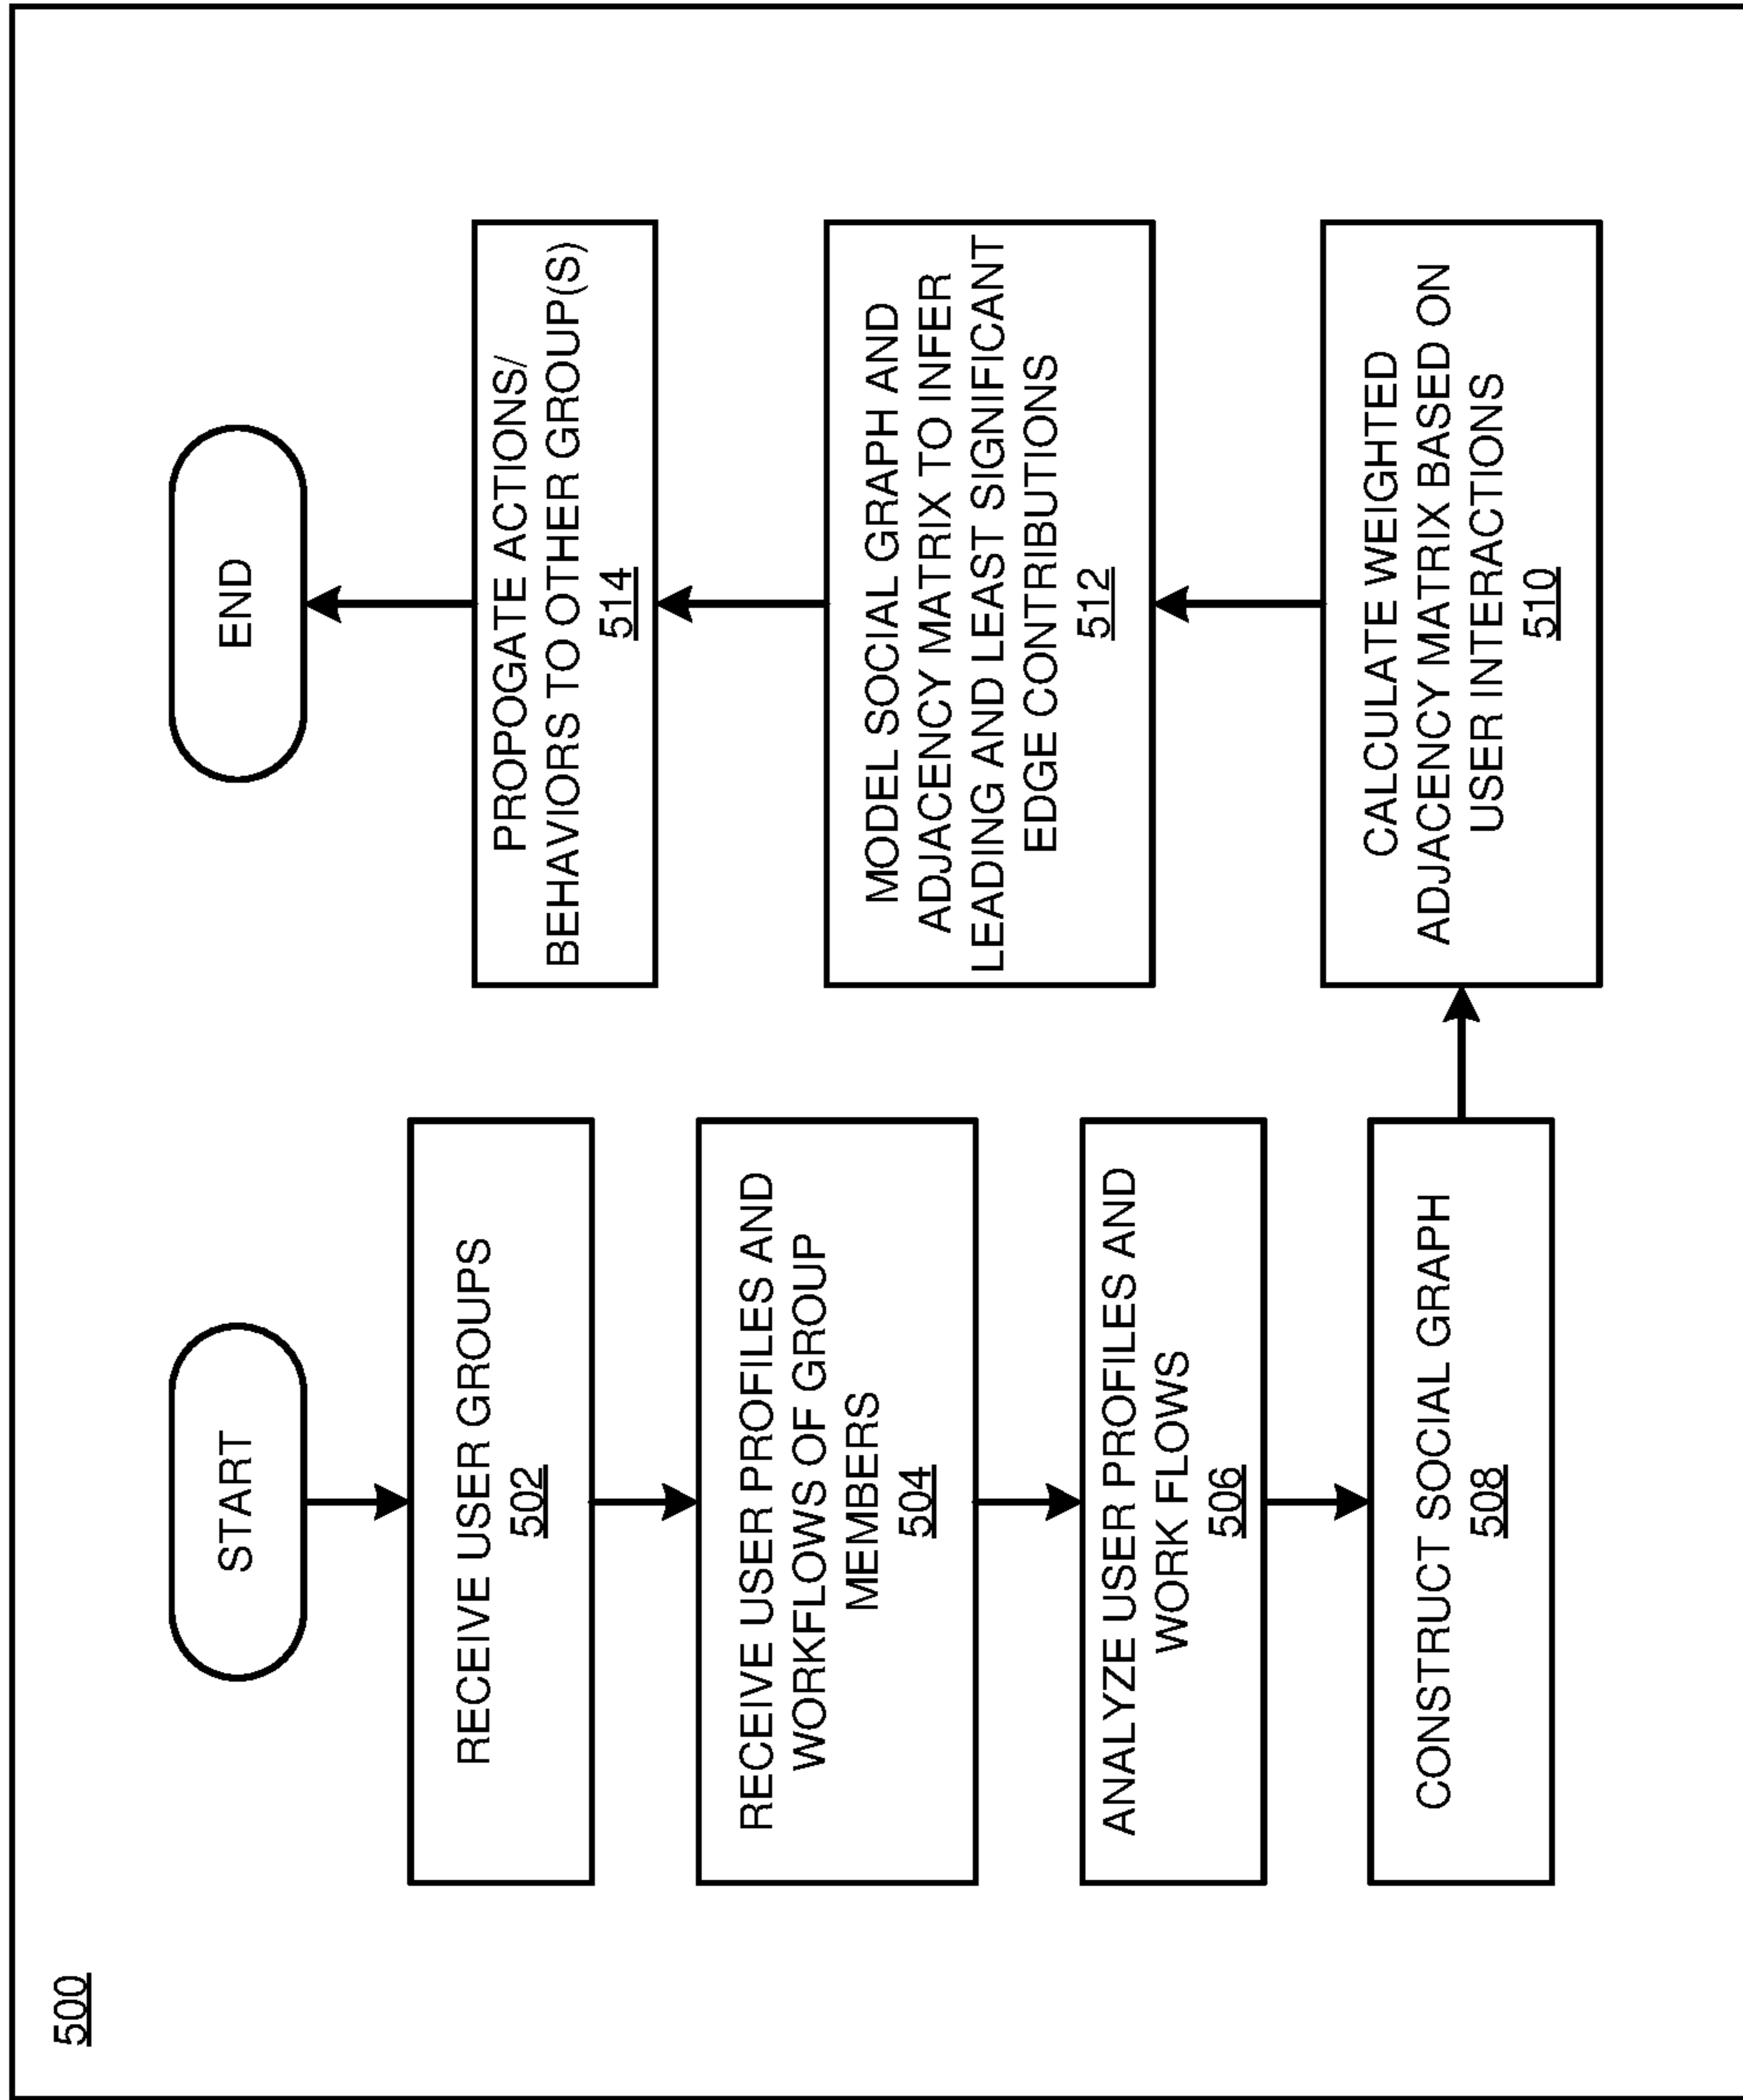 500
START
RECEIVE USER GROUPS
502
RECEIVE USER PROFILES AND
WORKFLOWS OF GROUP
MEMBERS
504
ANALYZE USER PROFILES AND
WORK FLOWS
506
CONSTRUCT SOCIAL GRAPH
508
CALCULATE WEIGHTED
ADJACENCY MATRIX BASED ON
USER INTERACTIONS
510
MODEL SOCIAL GRAPH AND
ADJACENCY MATRIX TO INFER
LEADING AND LEAST SIGNIFICANT
EDGE CONTRIBUTIONS
512
PROPOGATE ACTIONS/
BEHAVIORS TO OTHER GROUP(S)
514
END